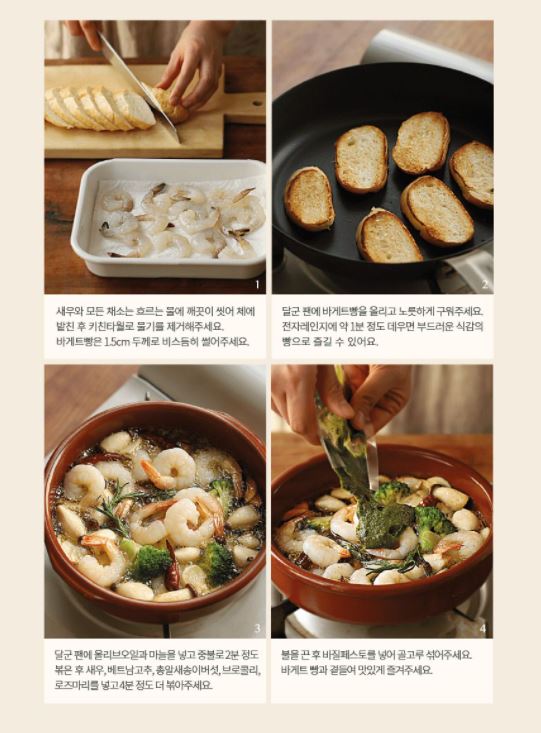 1
새우와 모든 채소는 흐르는 물에 깨끗이 씻어 체에
밭친 후 키친타월로 물기를 제거해주세요.
바게트빵은 1.5cm 두께로 비스듬히 썰어주세요.
2
달군 팬에 바게트빵을 올리고 노릇하게 구워주세요.
전자레인지에 약 1분 정도 데우면 부드러운 식감의
빵으로 즐길 수 있어요.
3
달군 팬에 올리브오일과 마늘을 넣고 중불로 2분 정도
볶은 후 새우, 베트남고추, 총알새송이버섯, 브로콜리,
로즈마리를 넣고 4분 정도 더 볶아주세요.
4
불을 끈 후 바질페스토를 넣어 골고루 섞어주세요.
바게트 빵과 곁들여 맛있게 즐겨주세요.